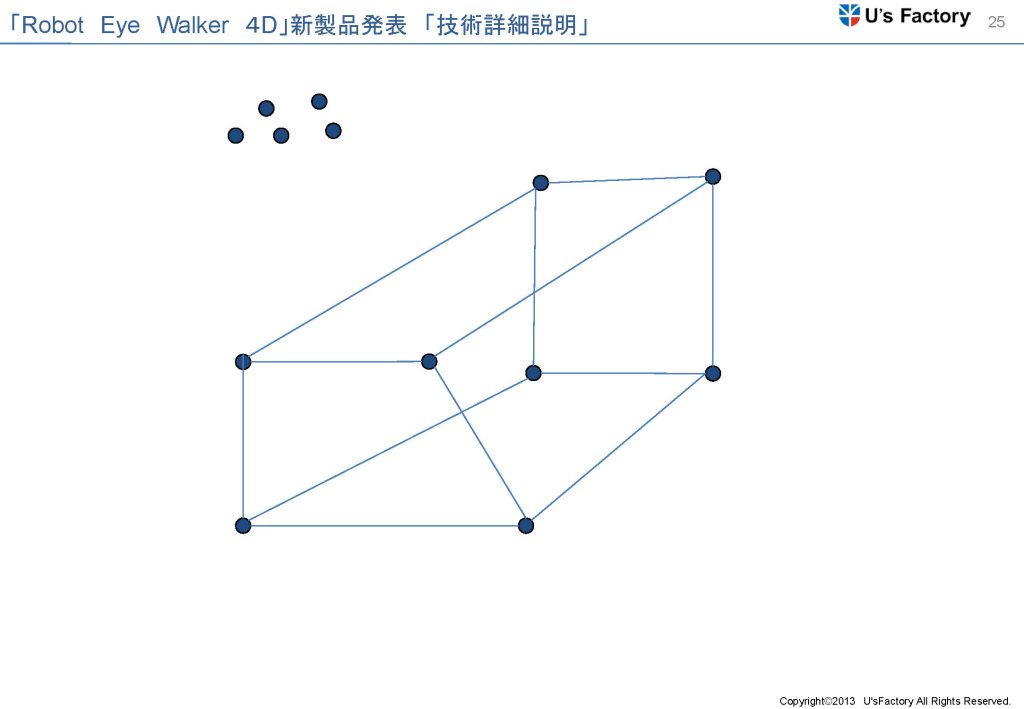 「Robot Eye Walker 4D」新製品発表 「技術詳細説明」
U's Factory
25
Copyright©2013 U'sFactory All Rights Reserved.